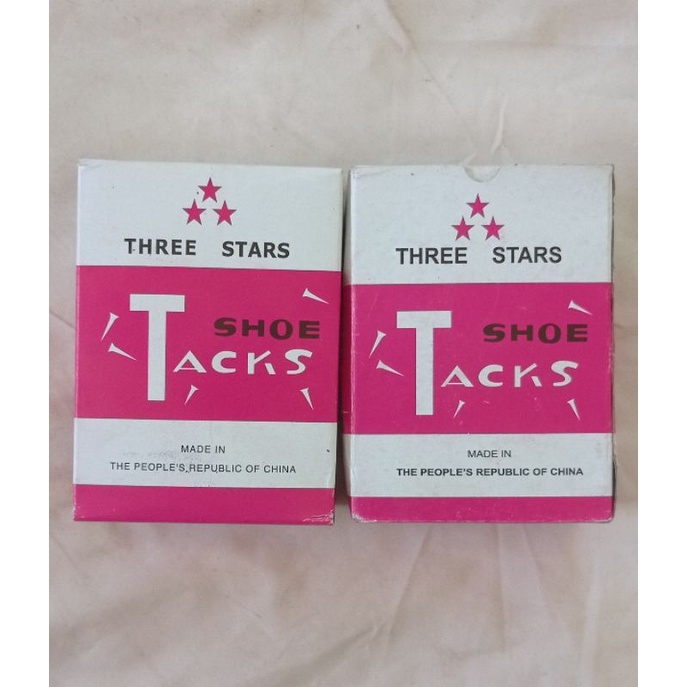 THREE STARS
SHOE
TACKS
MADE IN
THE PEOPLE'S REPUBLIC OF CHINA
THREE STARS
SHOE
TACKS
MADE IN
THE PEOPLE'S REPUBLIC OF CHINA